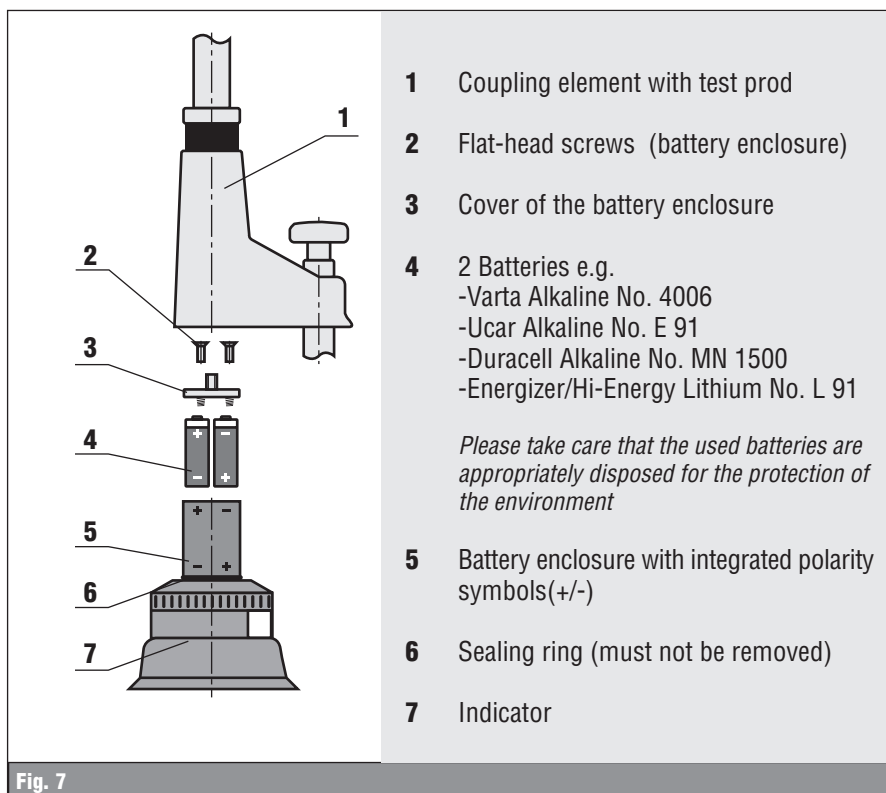 1
2
3
4
5
6
7
+ -
- +
+ -
- +
1 Coupling element with test prod
2 Flat-head screws (battery enclosure)
3 Cover of the battery enclosure
4 2 Batteries e.g.
-Varta Alkaline No. 4006
-Ucar Alkaline No. E 91
-Duracell Alkaline No. MN 1500
-Energizer/Hi-Energy Lithium No. L 91
Please take care that the used batteries are
appropriately disposed for the protection of
the environment
5 Battery enclosure with integrated polarity
symbols(+/-)
6 Sealing ring (must not be removed)
7 Indicator
Fig. 7